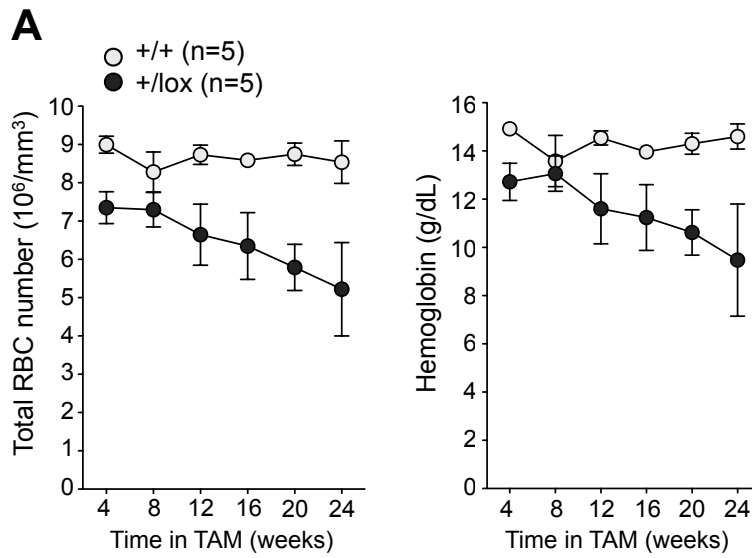 A
+/+ (n=5)
+/lox (n=5)
Total RBC number (10⁶/mm³)
10
9
8
7
6
5
4
3
2
1
0
4 8 12 16 20 24
Time in TAM (weeks)
Hemoglobin (g/dL)
16
14
12
10
8
6
4
2
0
4 8 12 16 20 24
Time in TAM (weeks)